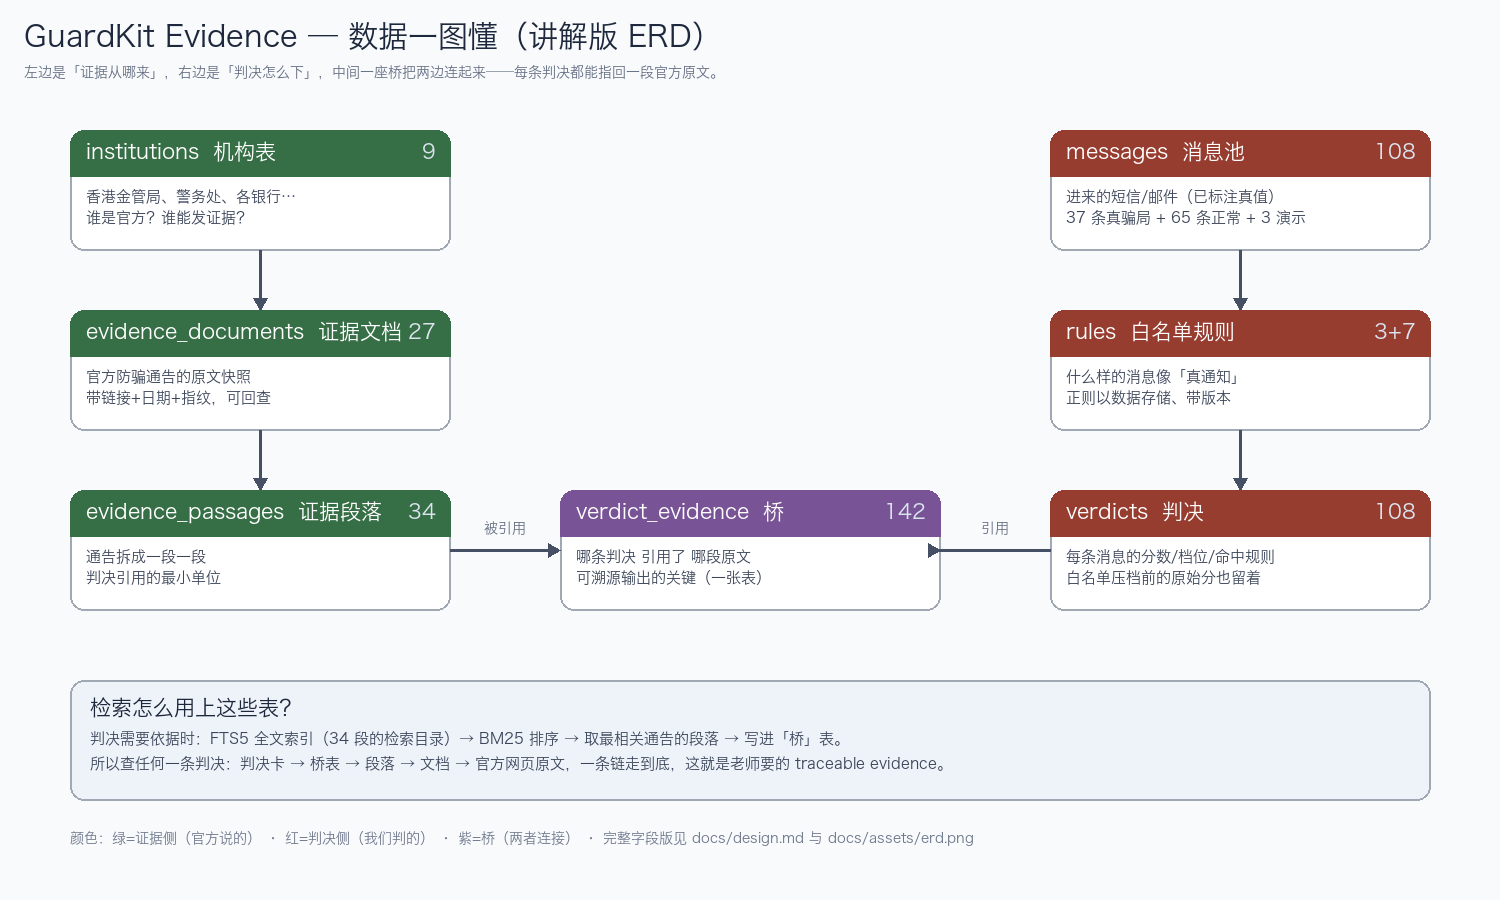 GuardKit Evidence — 数据一图懂（讲解版 ERD）
左边是「证据从哪来」，右边是「判决怎么下」，中间一座桥把两边连起来——每条判决都能指回一段官方原文。
institutions 机构表 9
香港金管局、警务处、各银行…
谁是官方？谁能发证据？
messages 消息池 108
进来的短信/邮件（已标注真值）
37 条真骗局 + 65 条正常 + 3 演示
evidence_documents 证据文档 27
官方防骗通告的原文快照
带链接+日期+指纹，可回查
rules 白名单规则 3+7
什么样的消息像「真通知」
正则以数据存储、带版本
evidence_passages 证据段落 34
通告拆成一段一段
判决引用的最小单位
被引用
verdict_evidence 桥 142
哪条判决 引用了 哪段原文
可溯源输出的关键（一张表）
引用
verdicts 判决 108
每条消息的分数/档位/命中规则
白名单压档前的原始分也留着
检索怎么用上这些表？
判决需要依据时：FTS5 全文索引（34 段的检索目录）→ BM25 排序 → 取最相关通告的段落 → 写进「桥」表。
所以查任何一条判决：判决卡 → 桥表 → 段落 → 文档 → 官方网页原文，一条链走到底，这就是老师要的 traceable evidence。
颜色：绿=证据侧（官方说的） · 红=判决侧（我们判的） · 紫=桥（两者连接） · 完整字段版见 docs/design.md 与 docs/assets/erd.png